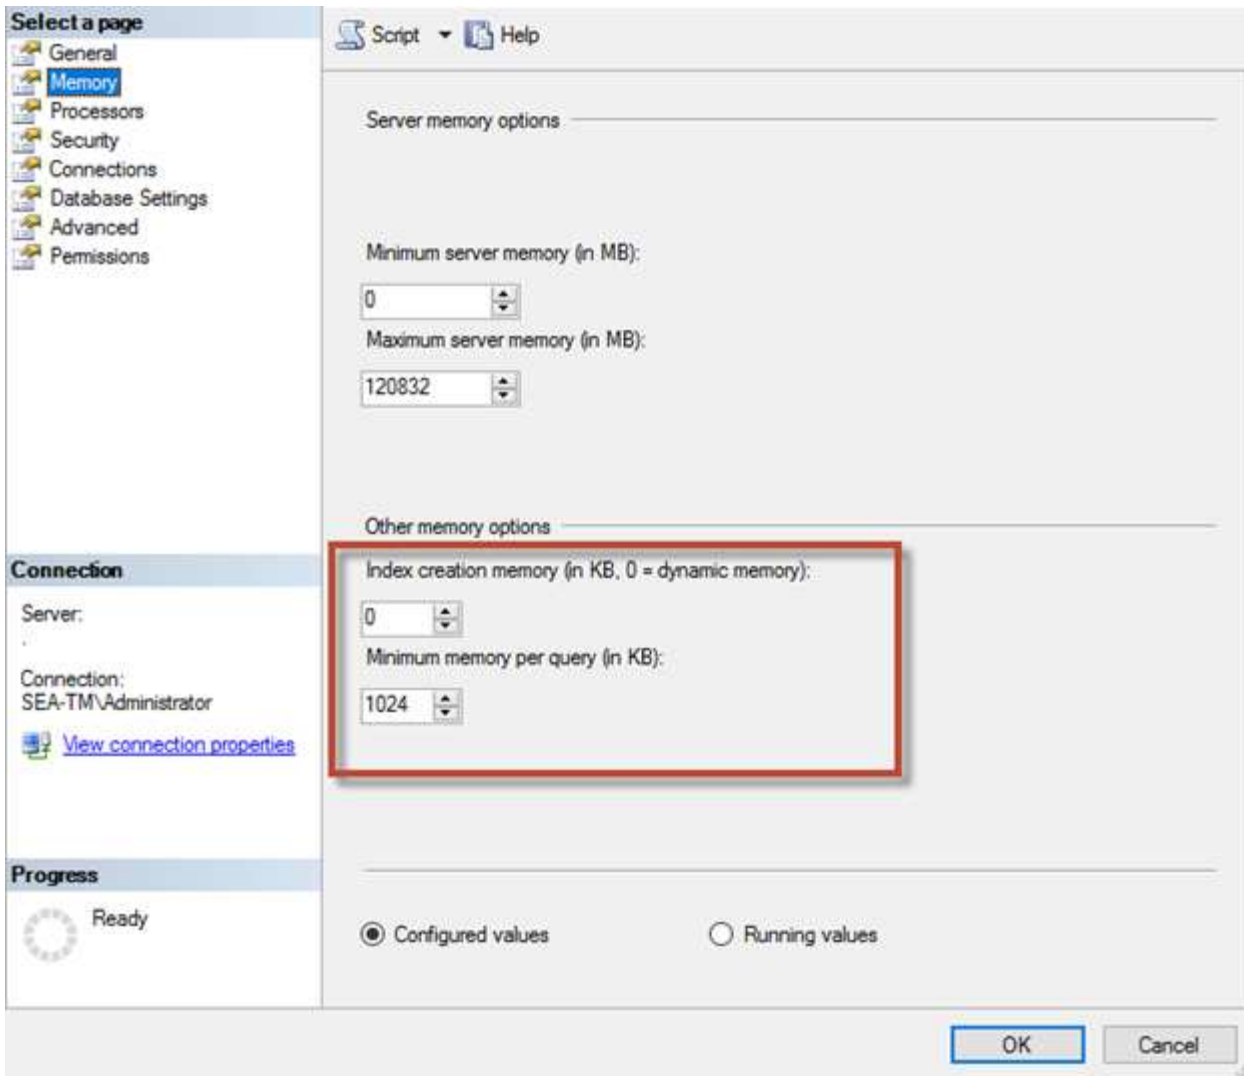 Select a page
General
Memory
Processors
Security
Connections
Database Settings
Advanced
Permissions
Connection
Server:
.
Connection:
SEA-TM\Administrator
View connection properties
Progress
Ready
Script
Help
Server memory options
Minimum server memory (in MB):
0
Maximum server memory (in MB):
120832
Other memory options
Index creation memory (in KB, 0 = dynamic memory):
0
Minimum memory per query (in KB):
1024
Configured values
Running values
OK
Cancel